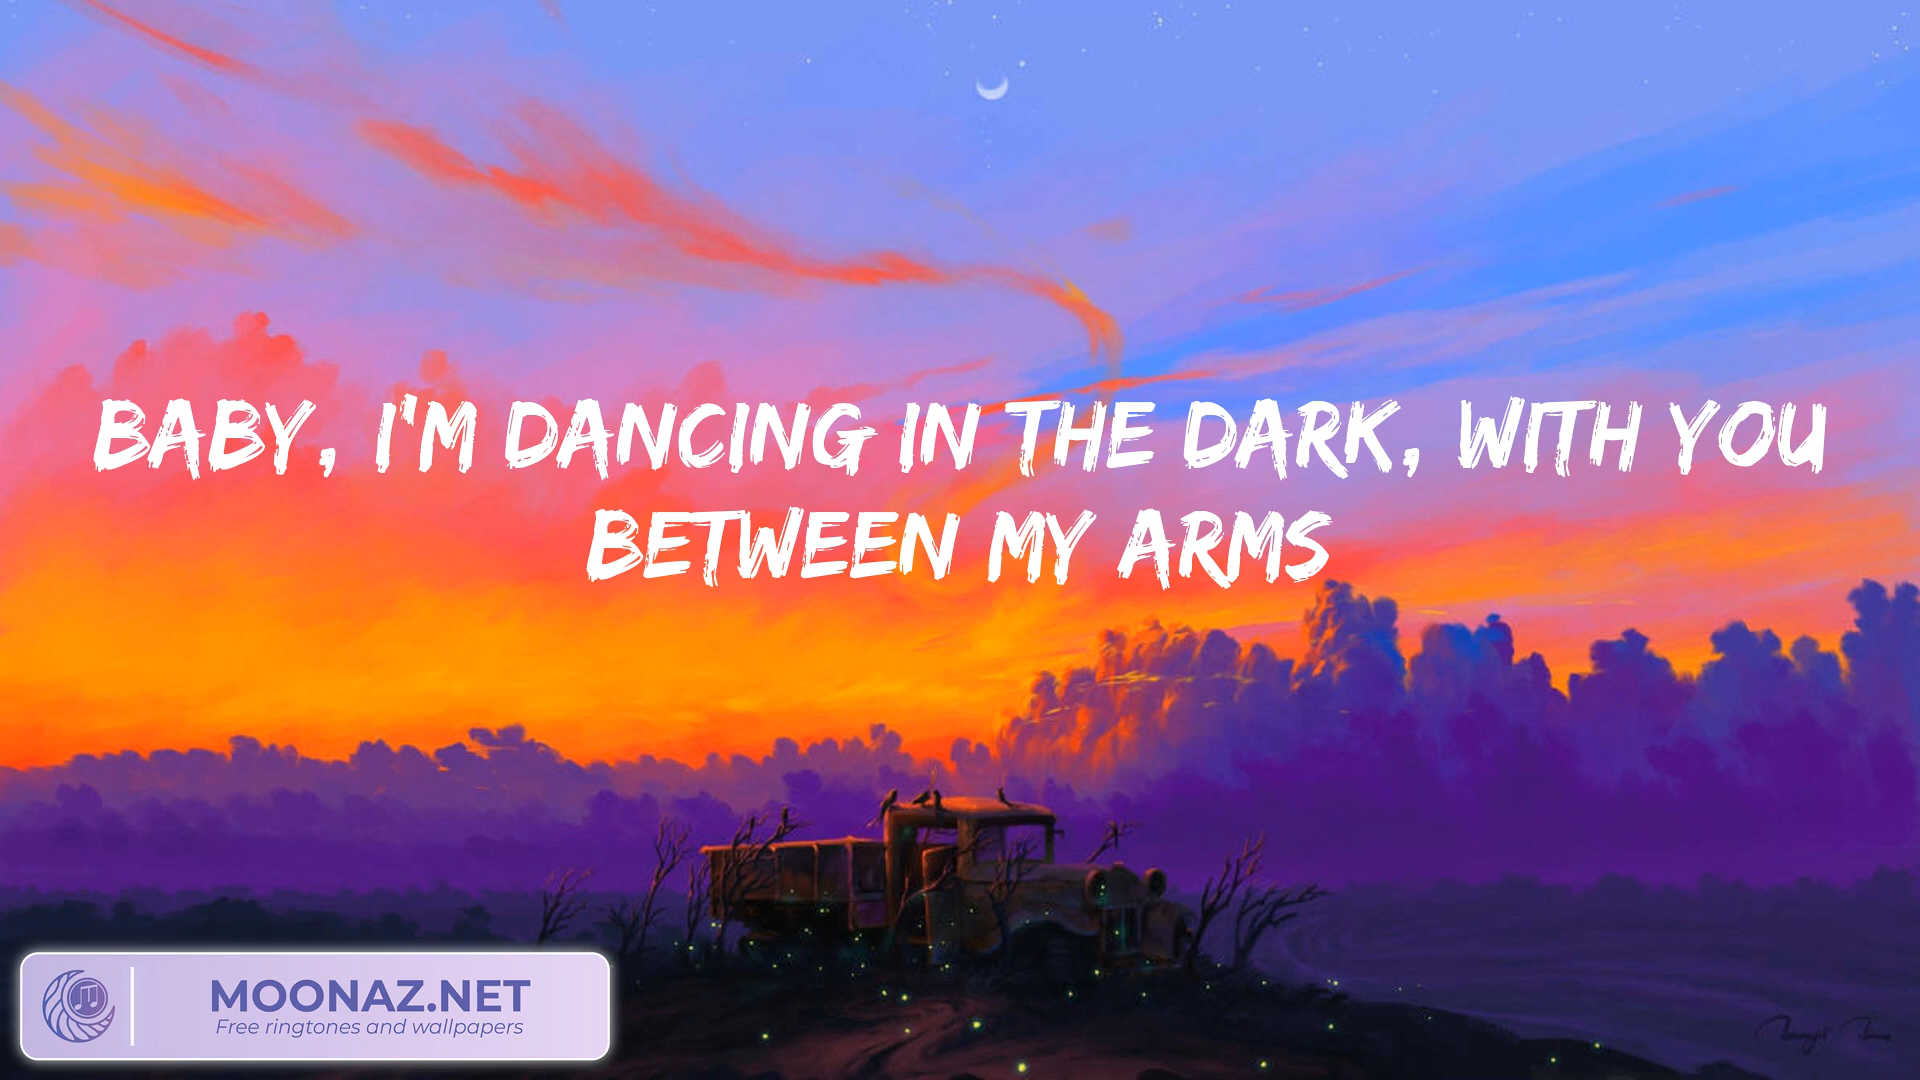 BABY, I'M DANCING IN THE DARK, WITH YOU
BETWEEN MY ARMS
MOONAZ.NET
Free ringtones and wallpapers